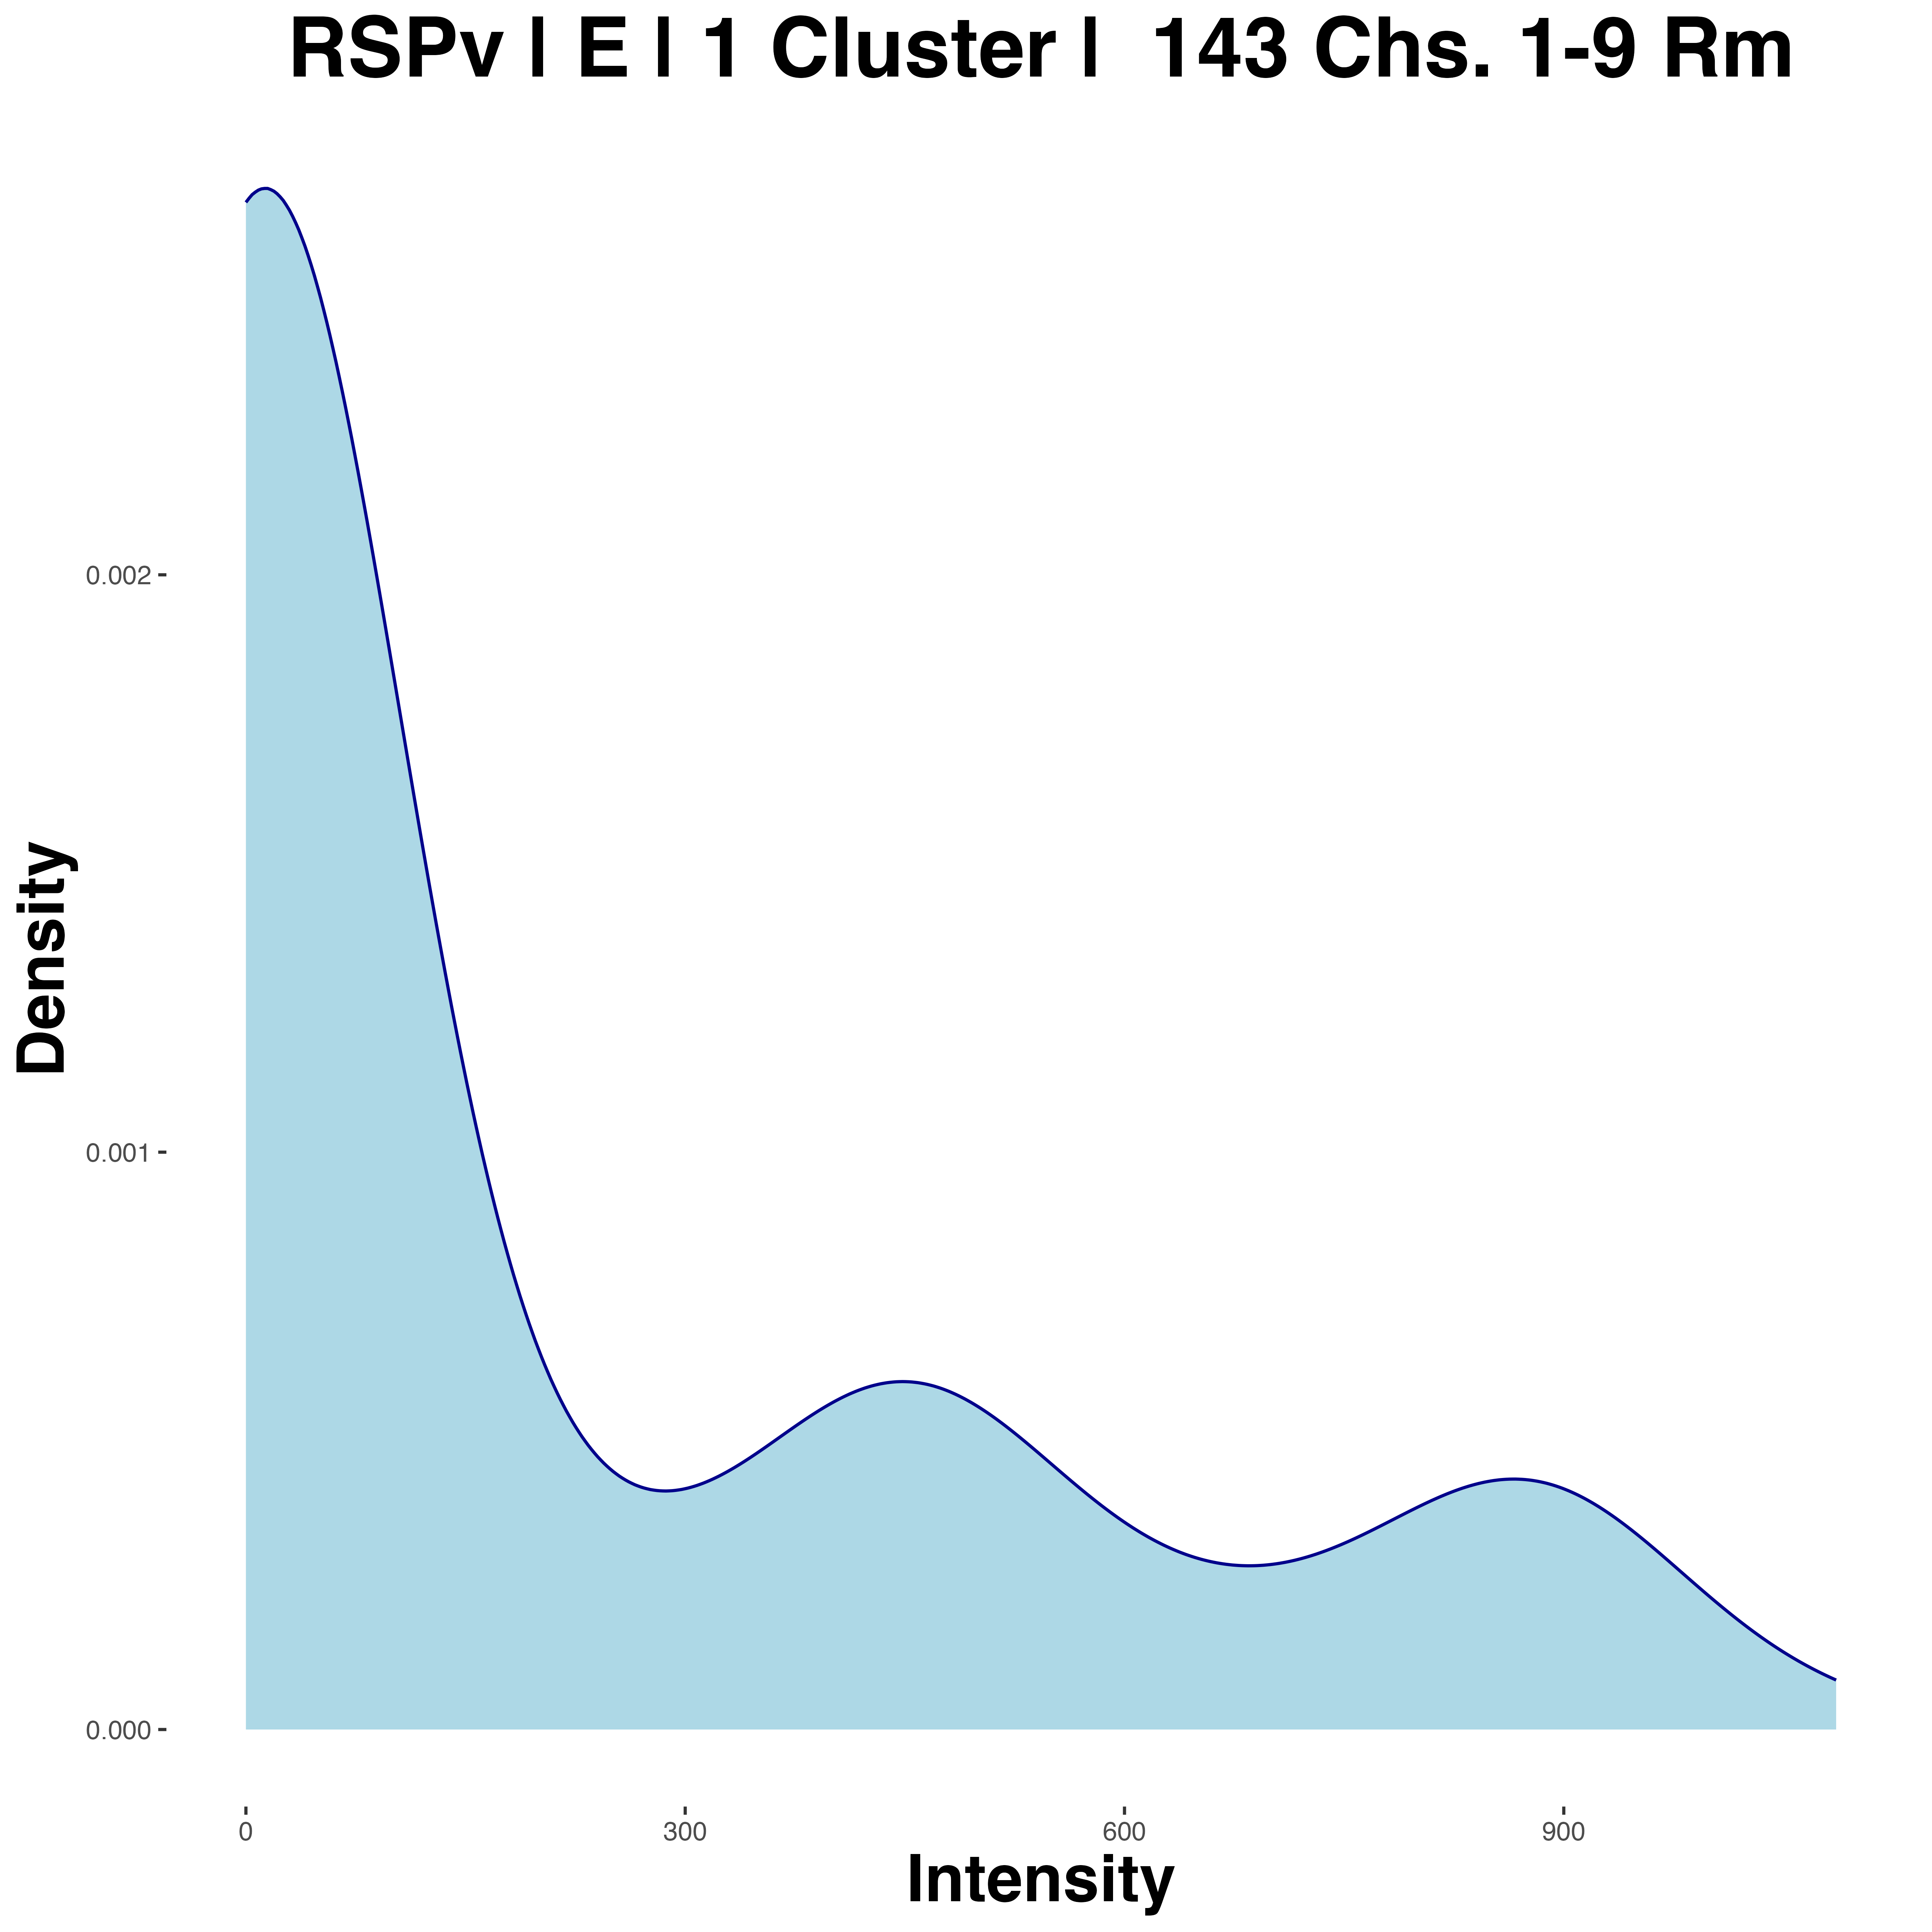 RSPv | E | 1 Cluster |  143 Chs. 1-9 Rm
Density
0.002
0.001
0.000
0
300
600
900
Intensity